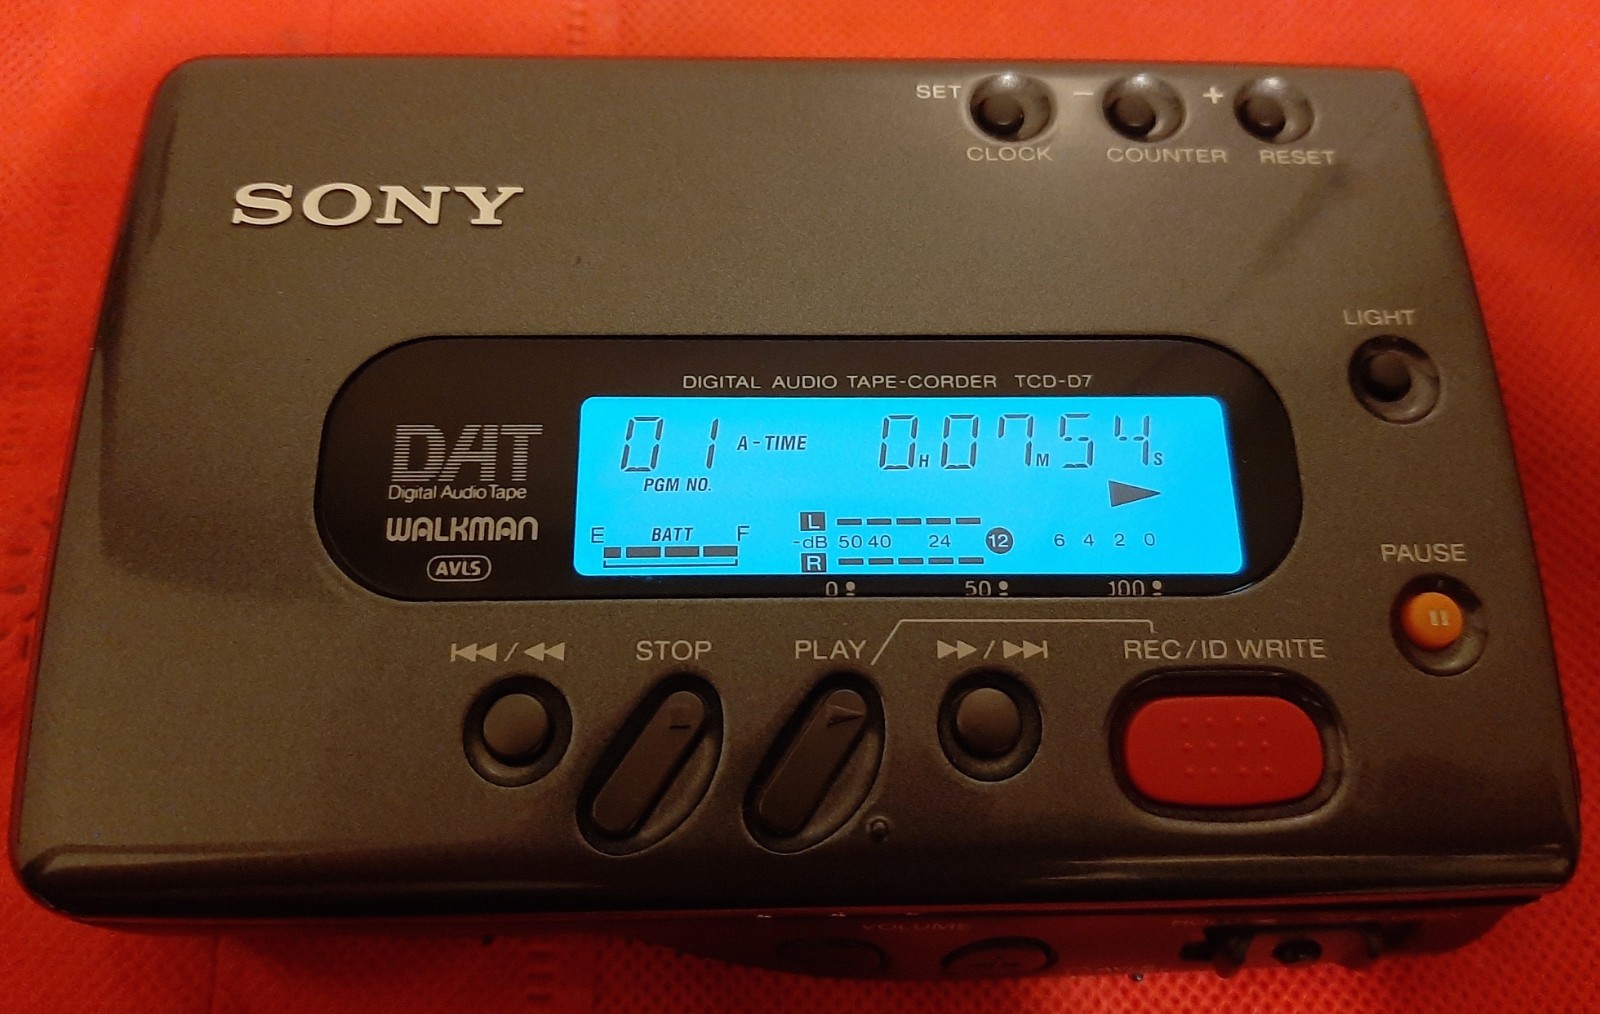 SET − +
CLOCK COUNTER RESET
SONY
LIGHT
DIGITAL AUDIO TAPE-CORDER TCD-D7
DAT
Digital Audio Tape
WALKMAN
AVLS
01 A-TIME 0H07M54S
PGM NO.
E BATT F
L
-dB 50 40 24 12 6 4 2 0
R
0 50 100
PAUSE
STOP PLAY/ REC/ID WRITE
VOLUME